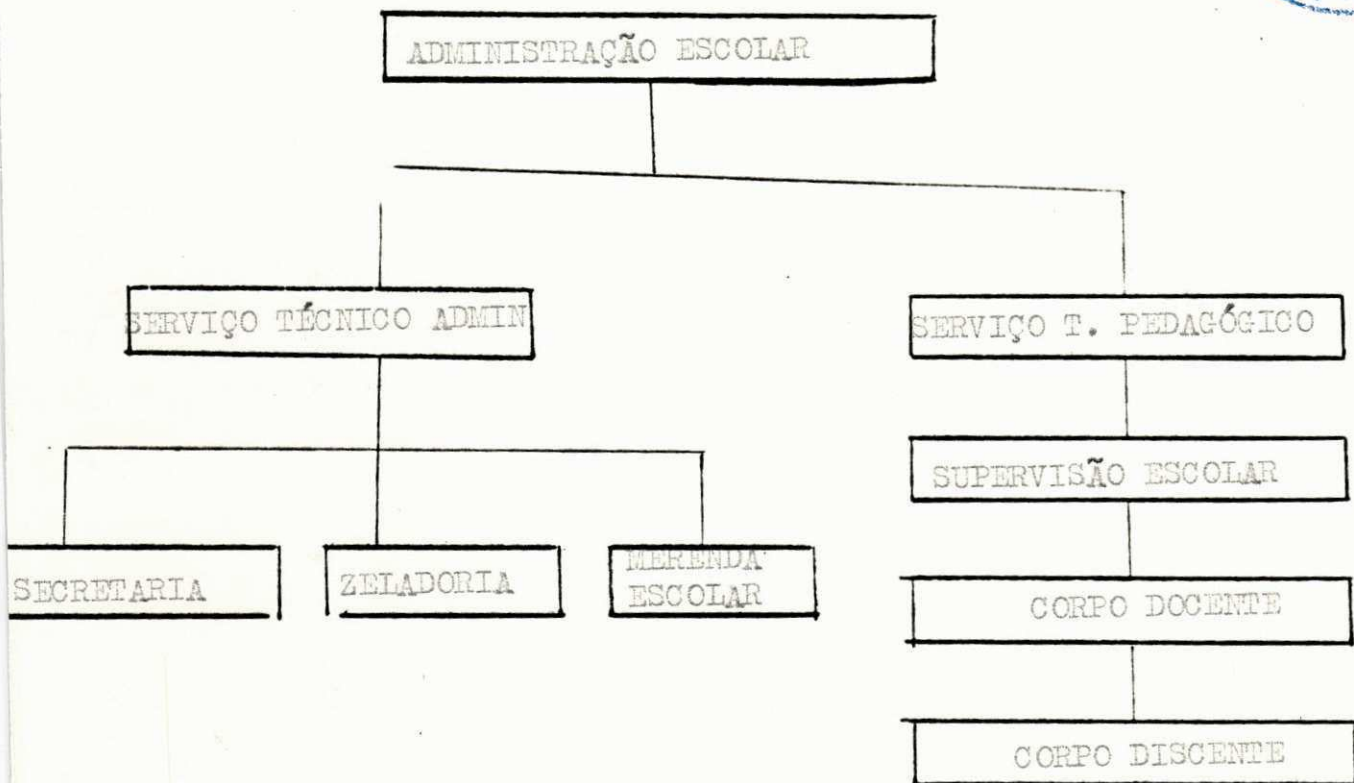 ADMINISTRAÇÃO ESCOLAR
SERVIÇO TÉCNICO ADMIN
SERVIÇO T. PEDAGÓGICO
SUPERVISÃO ESCOLAR
SECRETARIA
ZELADORIA
MERENDA
ESCOLAR
CORPO DOCENTE
CORPO DISCENTE